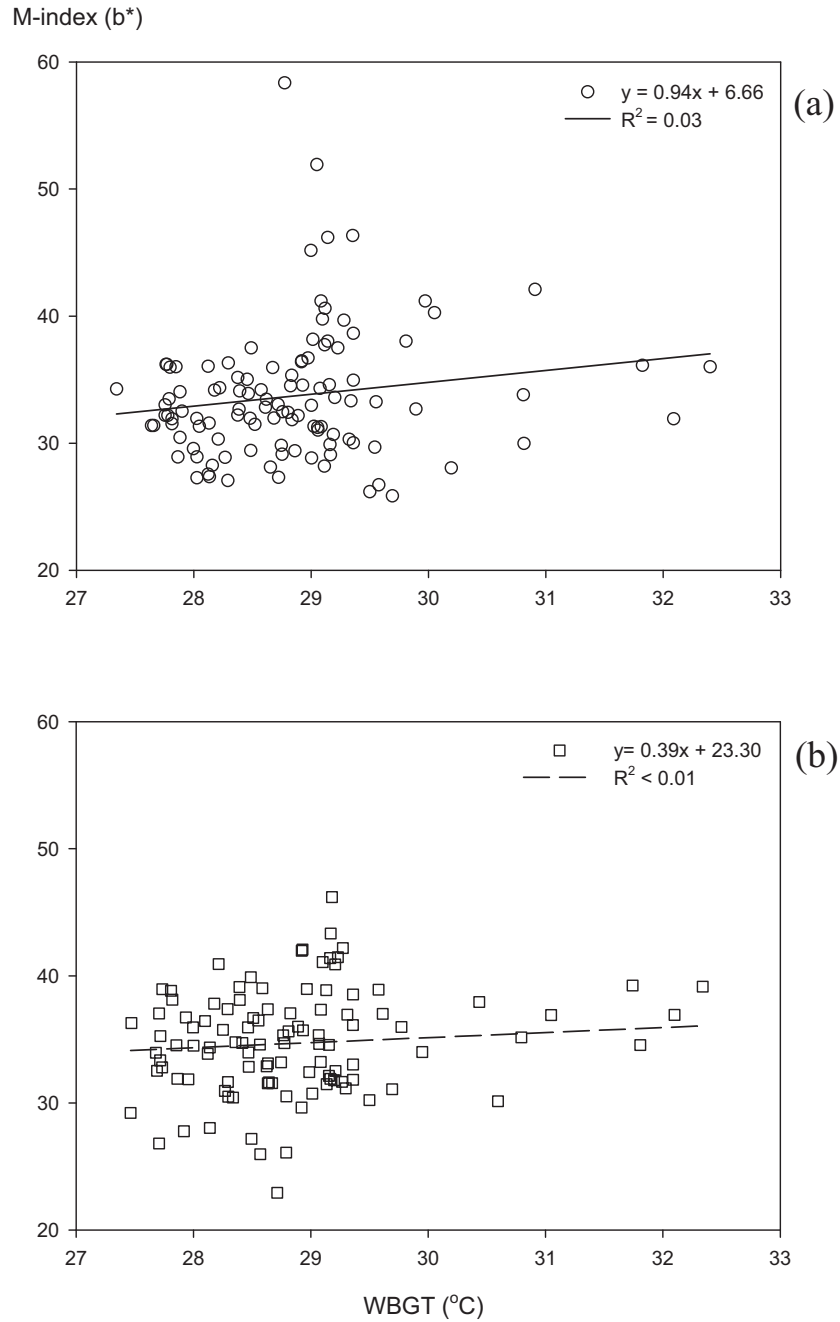 M-index (b*)
60
y = 0.94x + 6.66
(a)
R² = 0.03
50
40
30
20
27 28 29 30 31 32 33
60
y= 0.39x + 23.30
(b)
R² < 0.01
50
40
30
20
27 28 29 30 31 32 33
WBGT (°C)